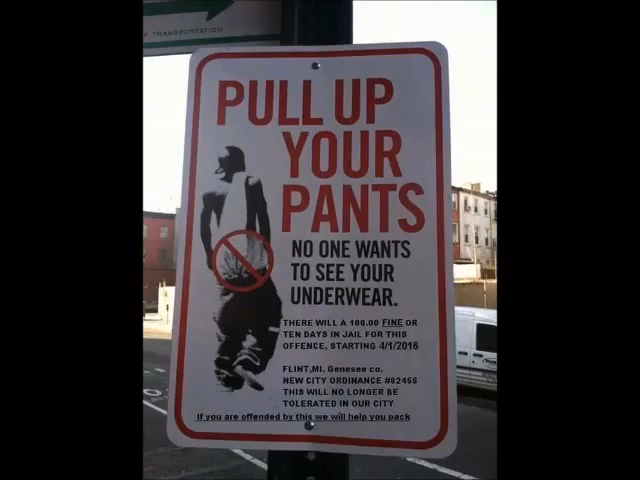 TRANSPORTATION
PULL UP
YOUR
PANTS
NO ONE WANTS
TO SEE YOUR
UNDERWEAR.
THERE WILL A 100.00 FINE OR
TEN DAYS IN JAIL FOR THIS
OFFENCE, STARTING 4/1/2016
FLINT,MI. Genesee co.
NEW CITY ORDINANCE #82456
THIS WILL NO LONGER BE
TOLERATED IN OUR CITY
If you are offended by this we will help you pack